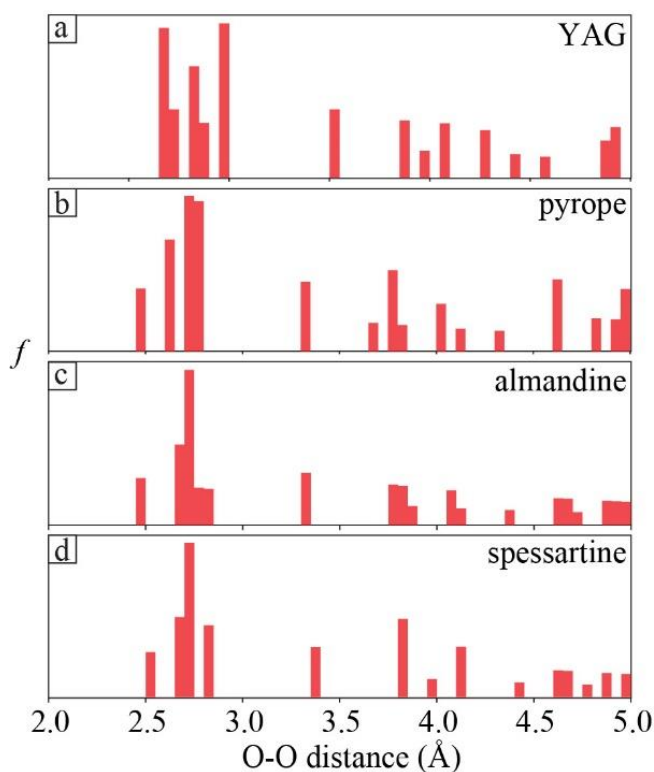 a
YAG
b
pyrope
f
c
almandine
d
spessartine
2.0 2.5 3.0 3.5 4.0 4.5 5.0
O-O distance (Å)